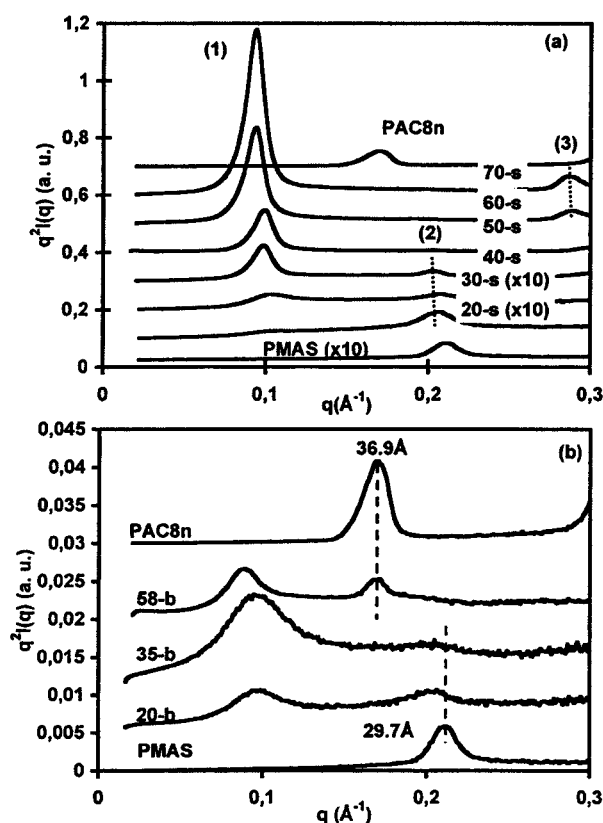 1,2
(1)
(a)
1
0,8
PAC8n
(3)
70-s
0,6
60-s
50-s
(2)
0,4
40-s
30-s (x10)
0,2
20-s (x10)
PMAS (x10)
0
0
0,1
0,2
0,3
q(Å⁻¹)
q²I(q) (a. u.)
0,045
36.9Å
(b)
0,04
0,035
PAC8n
0,03
0,025
58-b
0,02
0,015
35-b
0,01
20-b
0,005
29.7Å
PMAS
0
0
0,1
0,2
0,3
q (Å⁻¹)
q²I(q) (a. u.)